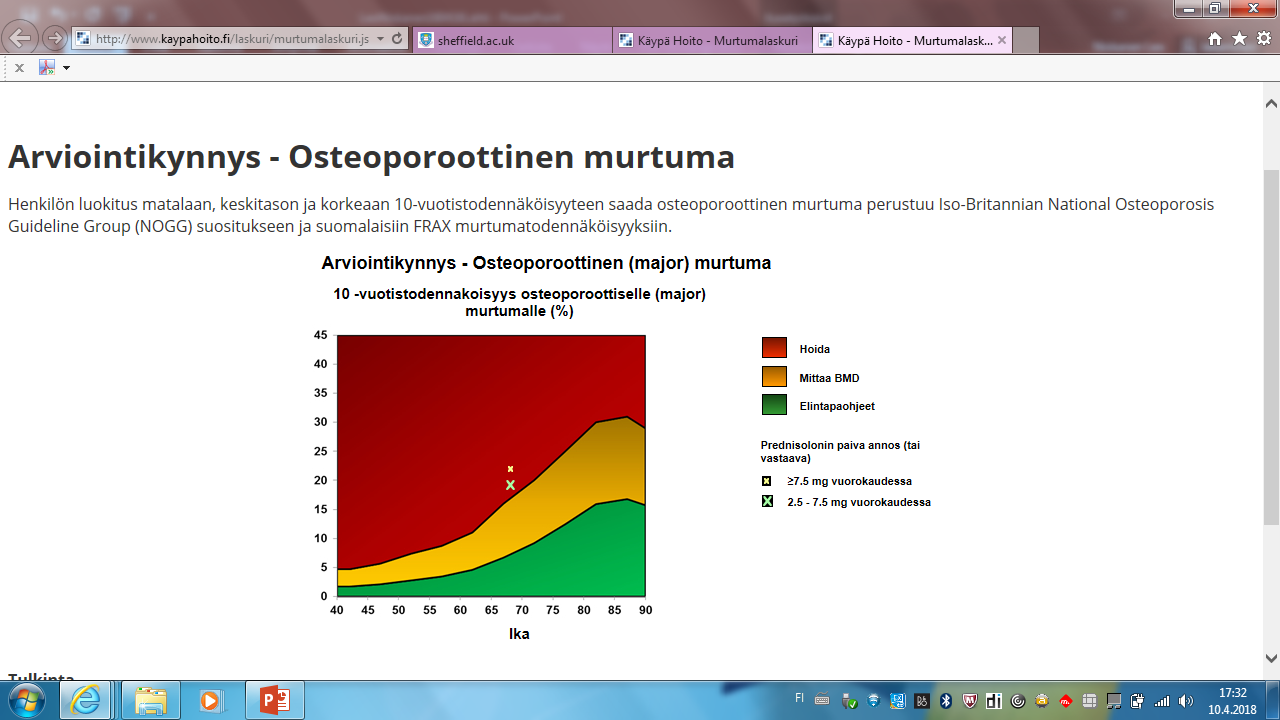 http://www.kaypahoito.fi/laskuri/murtumalaskuri.js
sheffield.ac.uk
Käypä Hoito - Murtumalaskuri
Käypä Hoito - Murtumalask...
Arviointikynnys - Osteoporoottinen murtuma
Henkilön luokitus matalaan, keskitason ja korkeaan 10-vuotistodennäköisyyteen saada osteoporoottinen murtuma perustuu Iso-Britannian National Osteoporosis
Guideline Group (NOGG) suositukseen ja suomalaisiin FRAX murtumatodennäköisyyksiin.
Arviointikynnys - Osteoporoottinen (major) murtuma
10 -vuotistodennakoisyys osteoporoottiselle (major)
murtumalle (%)
45
40
35
30
25
20
15
10
5
0
40 45 50 55 60 65 70 75 80 85 90
Ika
Hoida
Mittaa BMD
Elintapaohjeet
Prednisolonin paiva annos (tai
vastaava)
≥7.5 mg vuorokaudessa
2.5 - 7.5 mg vuorokaudessa
Tulkinta
FI
17:32
10.4.2018